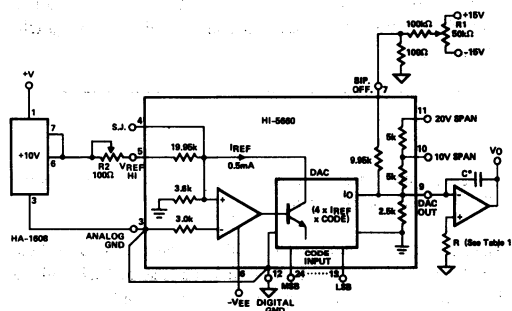 +15V
100kΩ
R1
50kΩ
100Ω
-15V
+V
BIP.
OFF.
7
1
HI-5660
11
20V SPAN
S.J.
4
7
+10V
6
R2
100Ω
VREF
HI
5
19.95k
IREF
0.5mA
5k
10
10V SPAN
9.95k
DAC
VO
C*
3.6k
5k
IO
9
DAC
OUT
(4 x IREF
x CODE)
2.5k
3
HA-1608
ANALOG
GND
3
3.0k
+
-
CODE
INPUT
R
(See Table 1
6
12
24
13
-VEE
DIGITAL
GND
MSB
LSB